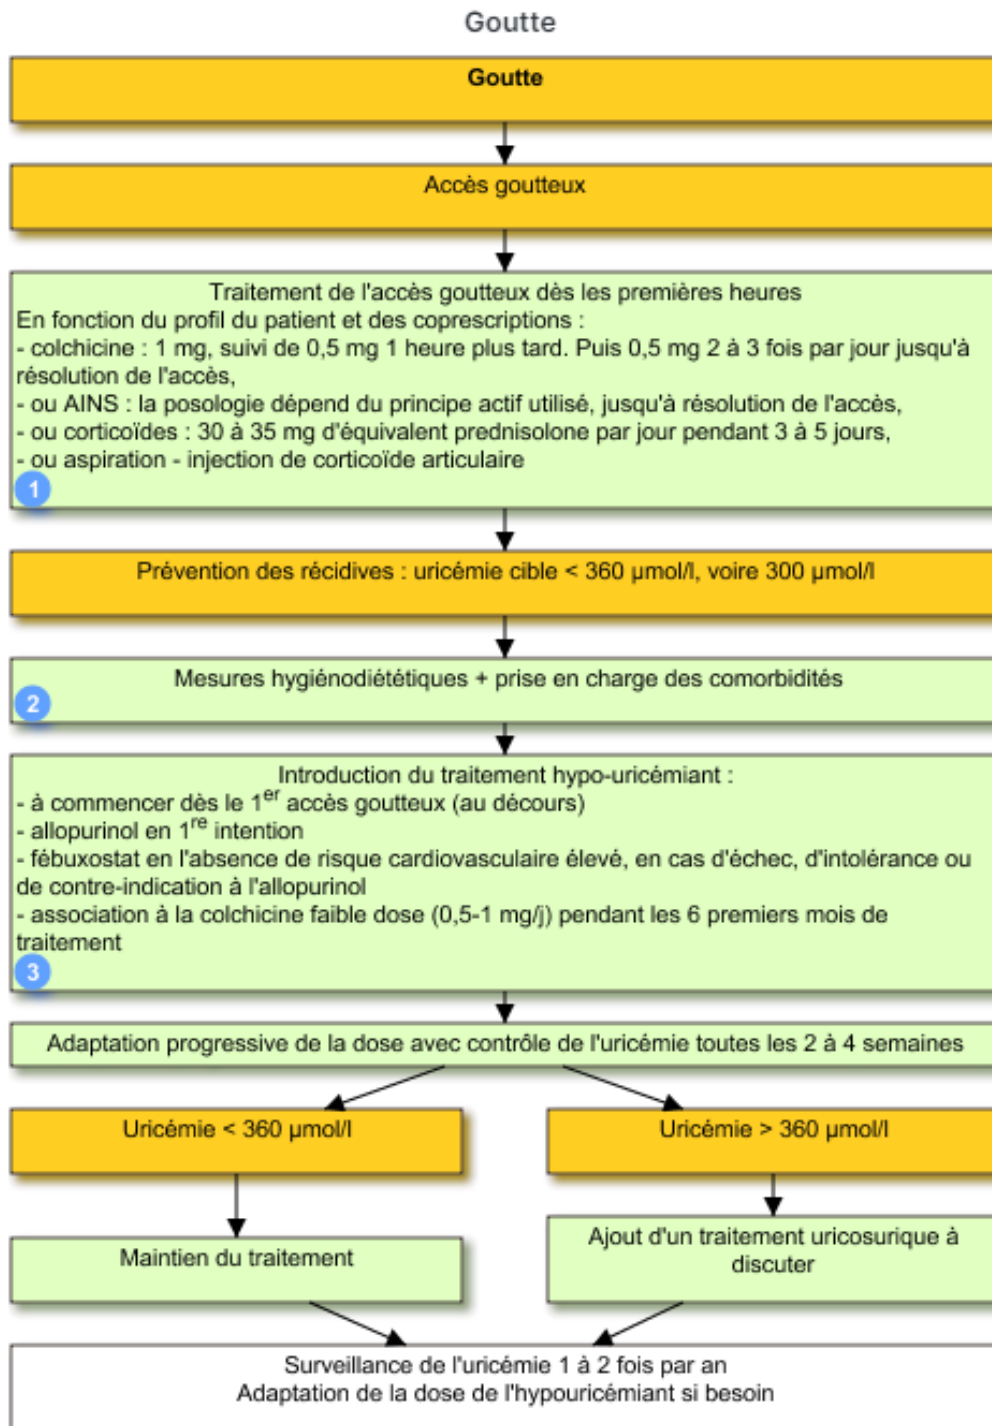 Goutte
Goutte
Accès goutteux
Traitement de l'accès goutteux dès les premières heures
En fonction du profil du patient et des coprescriptions :
- colchicine : 1 mg, suivi de 0,5 mg 1 heure plus tard. Puis 0,5 mg 2 à 3 fois par jour jusqu'à
résolution de l'accès,
- ou AINS : la posologie dépend du principe actif utilisé, jusqu'à résolution de l'accès,
- ou corticoïdes : 30 à 35 mg d'équivalent prednisolone par jour pendant 3 à 5 jours,
- ou aspiration - injection de corticoïde articulaire
1
Prévention des récidives : uricémie cible < 360 µmol/l, voire 300 µmol/l
Mesures hygiénodiététiques + prise en charge des comorbidités
2
Introduction du traitement hypo-uricémiant :
- à commencer dès le 1er accès goutteux (au décours)
- allopurinol en 1re intention
- fébuxostat en l'absence de risque cardiovasculaire élevé, en cas d'échec, d'intolérance ou
de contre-indication à l'allopurinol
- association à la colchicine faible dose (0,5-1 mg/j) pendant les 6 premiers mois de
traitement
3
Adaptation progressive de la dose avec contrôle de l'uricémie toutes les 2 à 4 semaines
Uricémie < 360 µmol/l
Uricémie > 360 µmol/l
Maintien du traitement
Ajout d'un traitement uricosurique à
discuter
Surveillance de l'uricémie 1 à 2 fois par an
Adaptation de la dose de l'hypouricémiant si besoin